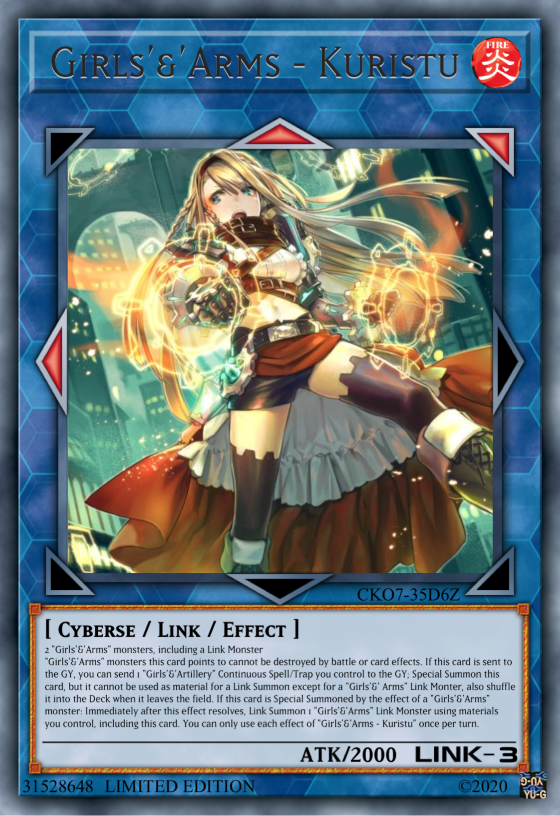 Girls'&'Arms - Kuristu
FIRE
炎
CKO7-35D6Z
[ Cyberse / Link / Effect ]
2 "Girls'&'Arms" monsters, including a Link Monster
"Girls'&'Arms" monsters this card points to cannot be destroyed by battle or card effects. If this card is sent to
the GY, you can send 1 "Girls'&'Artillery" Continuous Spell/Trap you control to the GY; Special Summon this
card, but it cannot be used as material for a Link Summon except for a "Girls'&' Arms" Link Monter, also shuffle
it into the Deck when it leaves the field. If this card is Special Summoned by the effect of a "Girls'&'Arms"
monster: Immediately after this effect resolves, Link Summon 1 "Girls'&'Arms" Link Monster using materials
you control, including this card. You can only use each effect of "Girls'&'Arms - Kuristu" once per turn.
ATK/2000 LINK-3
31528648 LIMITED EDITION ©2020
YU-G
YU-G